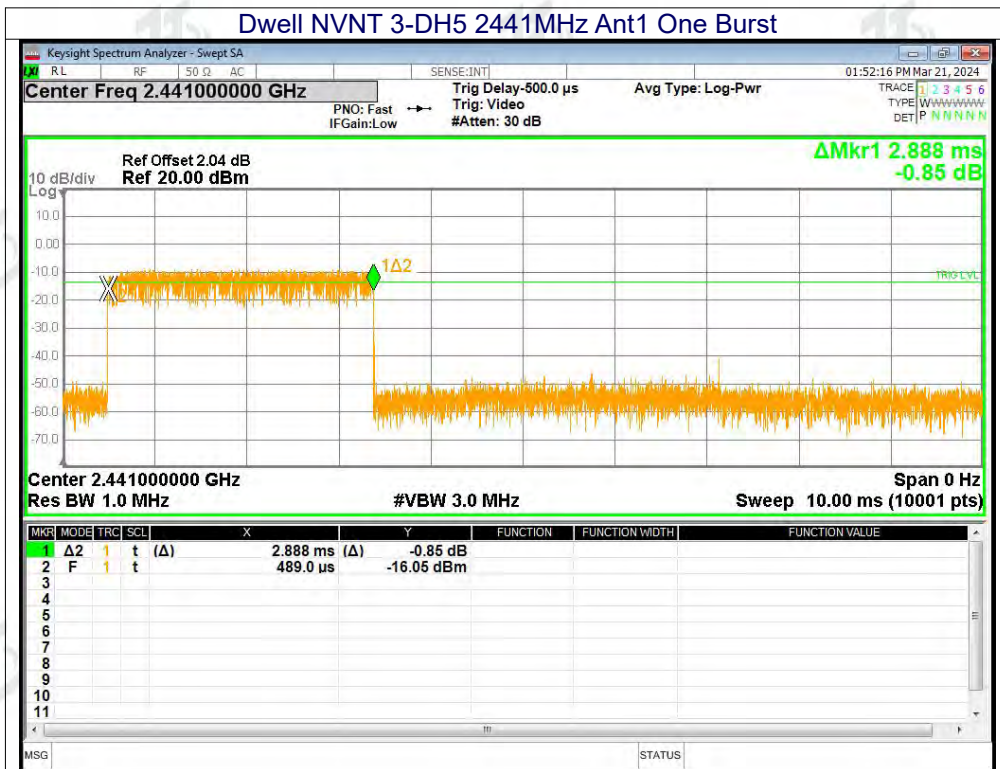 Dwell NVNT 3-DH5 2441MHz Ant1 One Burst
Keysight Spectrum Analyzer - Swept SA
LXI RL RF 50 Ω AC SENSE:INT 01:52:16 PM Mar 21, 2024
Center Freq 2.441000000 GHz
PNO: Fast
IFGain:Low
Trig Delay-500.0 µs
Trig: Video
#Atten: 30 dB
Avg Type: Log-Pwr
TRACE 1 2 3 4 5 6
TYPE WWWWWW
DET P N N N N N
ΔMkr1 2.888 ms
-0.85 dB
Ref Offset 2.04 dB
10 dB/div Ref 20.00 dBm
Log
10.0
0.00
-10.0
-20.0
-30.0
-40.0
-50.0
-60.0
-70.0
1Δ2
TRIG LVL
Center 2.441000000 GHz Span 0 Hz
Res BW 1.0 MHz #VBW 3.0 MHz Sweep 10.00 ms (10001 pts)
MKR MODE TRC SCL X Y FUNCTION FUNCTION WIDTH FUNCTION VALUE
1 Δ2 1 t (Δ) 2.888 ms (Δ) -0.85 dB
2 F 1 t 489.0 µs -16.05 dBm
3
4
5
6
7
8
9
10
11
MSG STATUS